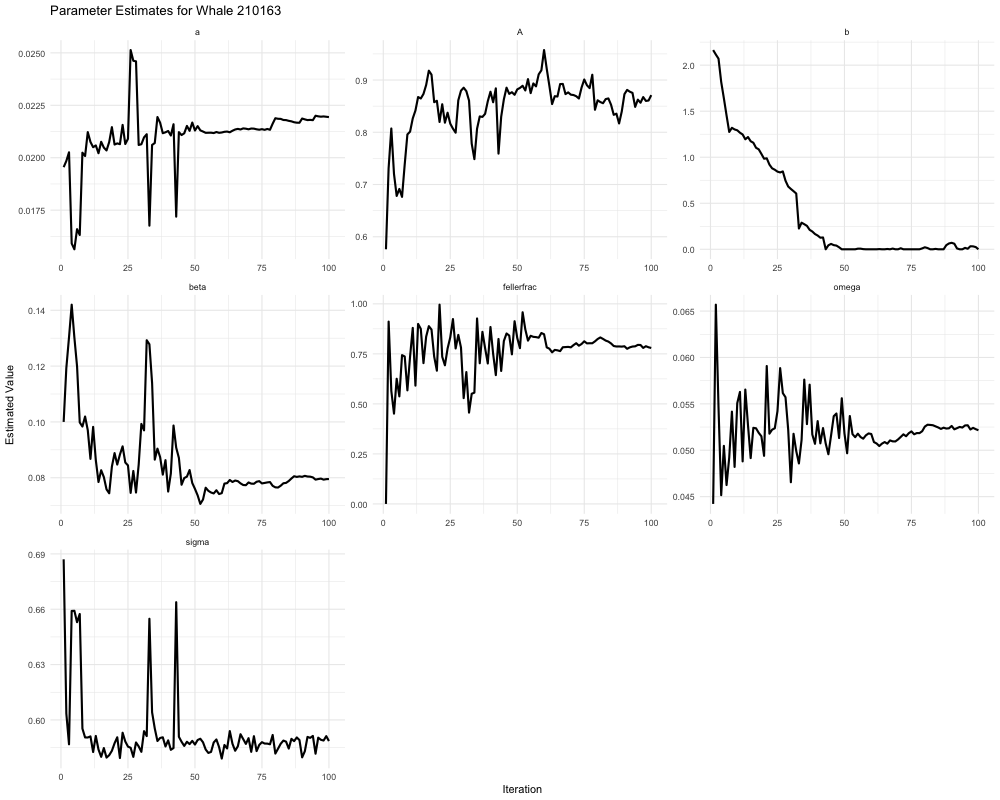 Parameter Estimates for Whale 210163
a
A
b
0.0250
0.0225
0.0200
0.0175
0.9
0.8
0.7
0.6
2.0
1.5
1.0
0.5
0.0
0 25 50 75 100
0 25 50 75 100
0 25 50 75 100
beta
fellerfrac
omega
0.14
0.12
0.10
0.08
1.00
0.75
0.50
0.25
0.00
0.065
0.060
0.055
0.050
0.045
0 25 50 75 100
0 25 50 75 100
0 25 50 75 100
sigma
0.69
0.66
0.63
0.60
0 25 50 75 100
Estimated Value
Iteration